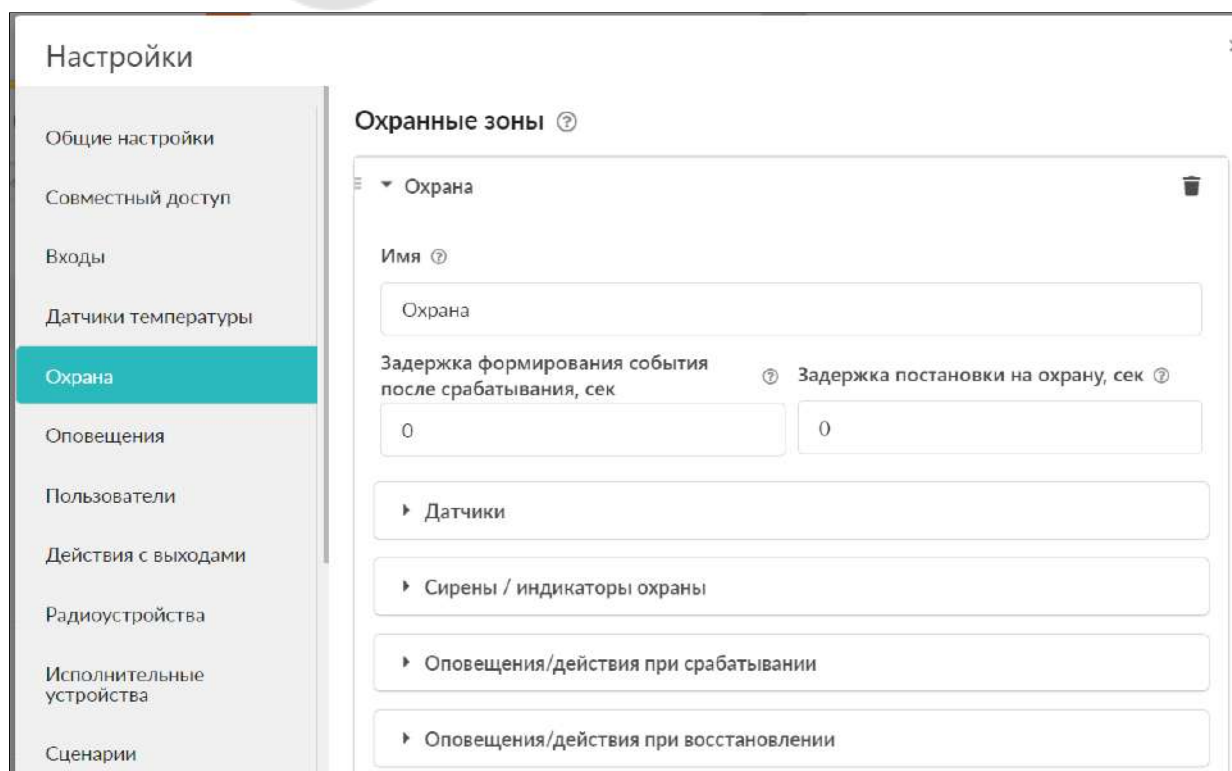 Настройки
Общие настройки
Совместный доступ
Входы
Датчики температуры
Охрана
Оповещения
Пользователи
Действия с выходами
Радиоустройства
Исполнительные
устройства
Сценарии
Охранные зоны
Охрана
Имя
Охрана
Задержка формирования события
после срабатывания, сек
0
Задержка постановки на охрану, сек
0
Датчики
Сирены / индикаторы охраны
Оповещения/действия при срабатывании
Оповещения/действия при восстановлении